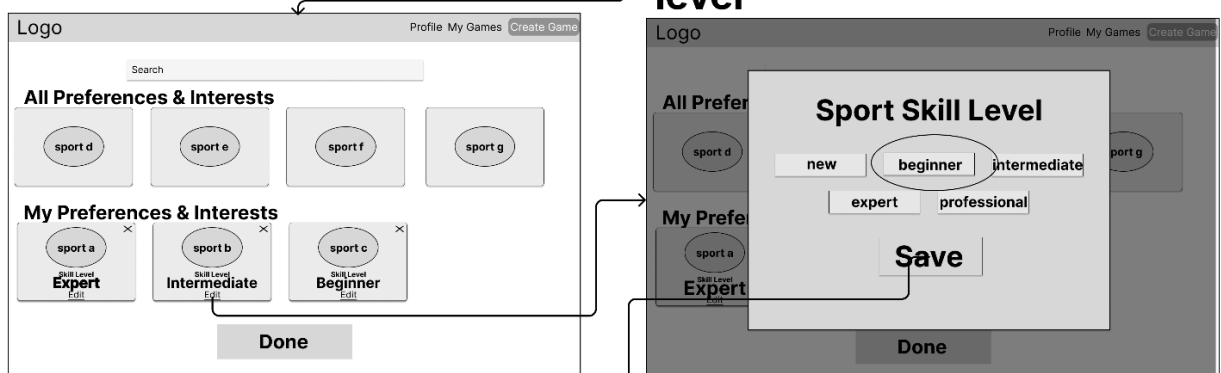 level
Logo
Profile My Games Create Game
Search
All Preferences & Interests
sport d
sport e
sport f
sport g
My Preferences & Interests
sport a
Skill Level
Expert
Edit
sport b
Skill Level
Intermediate
Edit
sport c
Skill Level
Beginner
Edit
Done
Logo
Profile My Games Create Game
All Prefer
sport d
port g
My Prefe
sport a
Skill Level
Expert
Edit
Done
Sport Skill Level
new
beginner
intermediate
expert
professional
Save